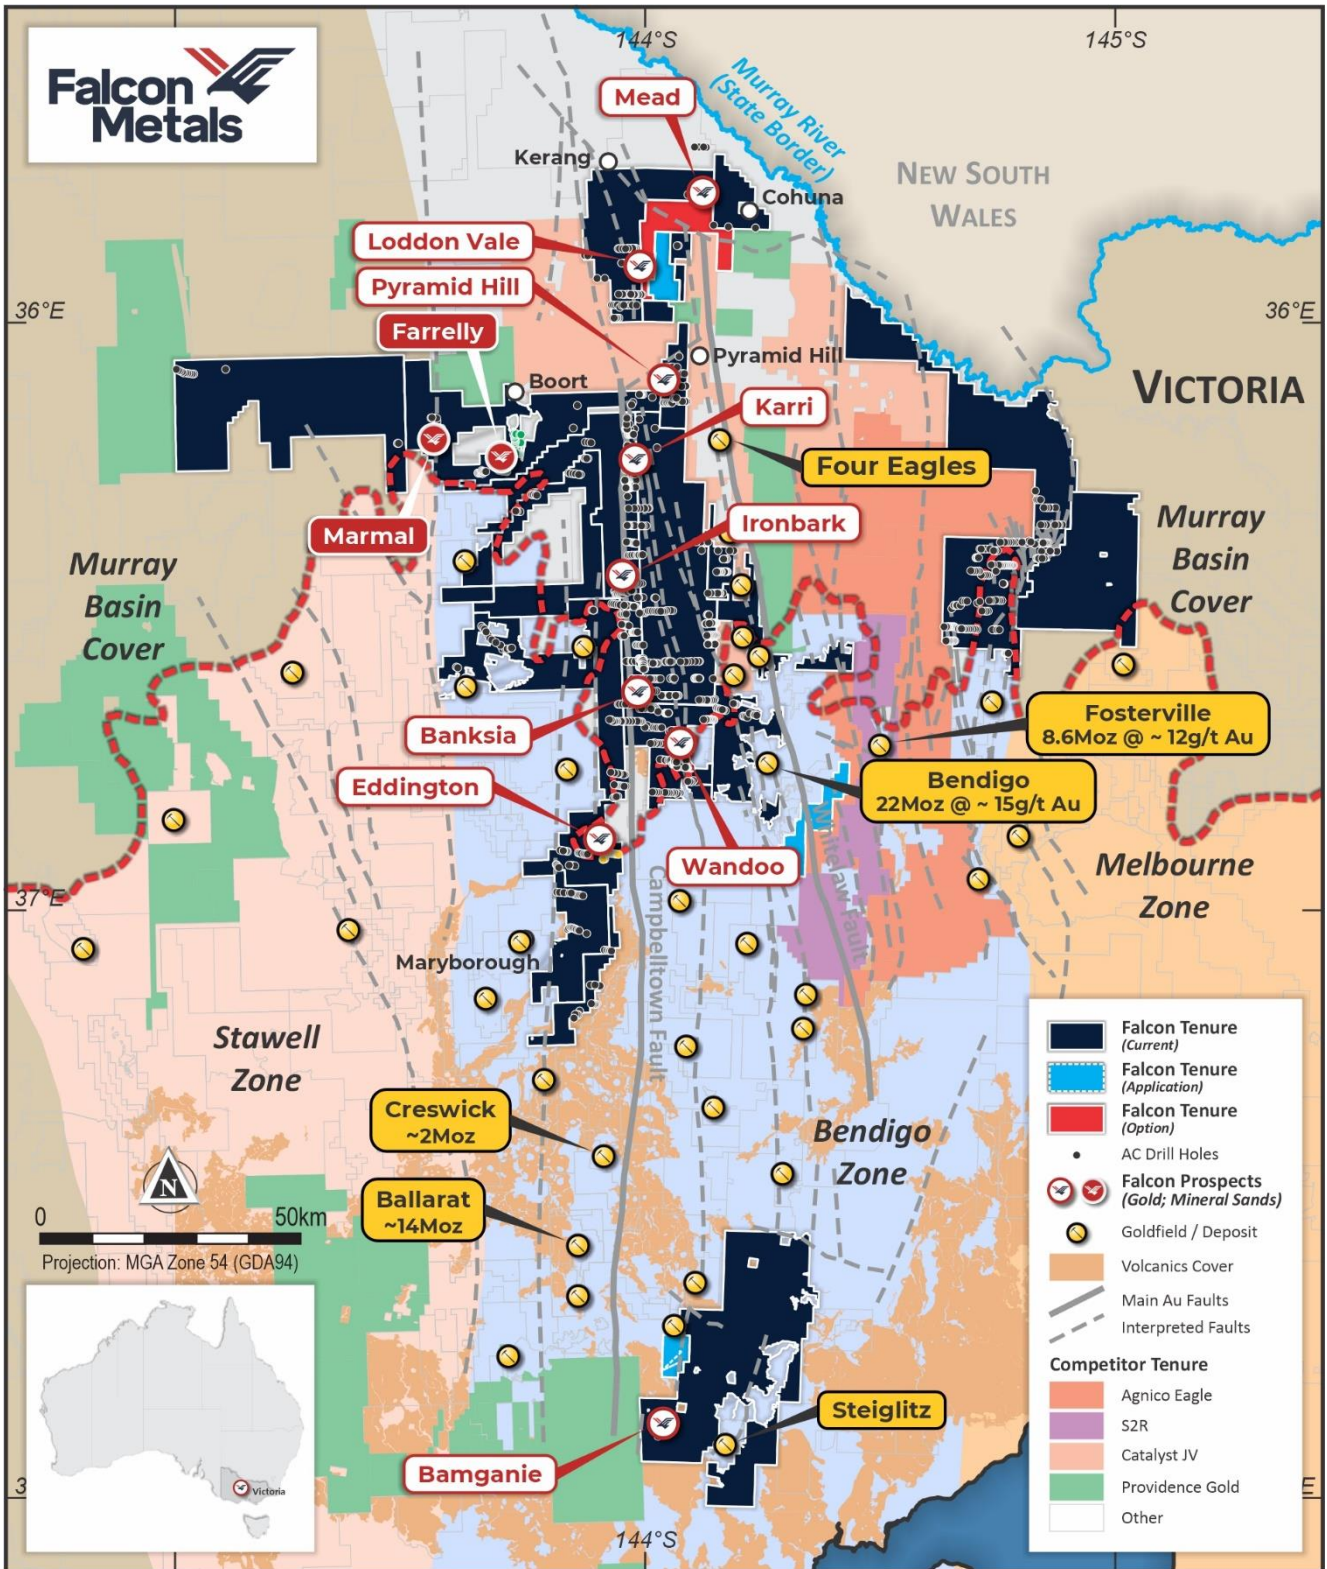 Falcon
Metals
144°S
145°S
Mead
Murray River
(State Border)
Kerang
NEW SOUTH
WALES
Cohuna
Loddon Vale
Pyramid Hill
36°E
36°E
Farrelly
Pyramid Hill
Boort
VICTORIA
Karri
Four Eagles
Ironbark
Marmal
Murray
Basin
Cover
Murray
Basin
Cover
Fosterville
8.6Moz @ ~ 12g/t Au
Banksia
Bendigo
22Moz @ ~ 15g/t Au
Eddington
Whitelaw Fault
Wandoo
Melbourne
Zone
37°E
Campbelltown Fault
Maryborough
Stawell
Zone
Creswick
~2Moz
Bendigo
Zone
Ballarat
~14Moz
N
0
50km
Projection: MGA Zone 54 (GDA94)
Victoria
Steiglitz
Bamganie
144°S
3
E
Falcon Tenure
(Current)
Falcon Tenure
(Application)
Falcon Tenure
(Option)
AC Drill Holes
Falcon Prospects
(Gold; Mineral Sands)
Goldfield / Deposit
Volcanics Cover
Main Au Faults
Interpreted Faults
Competitor Tenure
Agnico Eagle
S2R
Catalyst JV
Providence Gold
Other